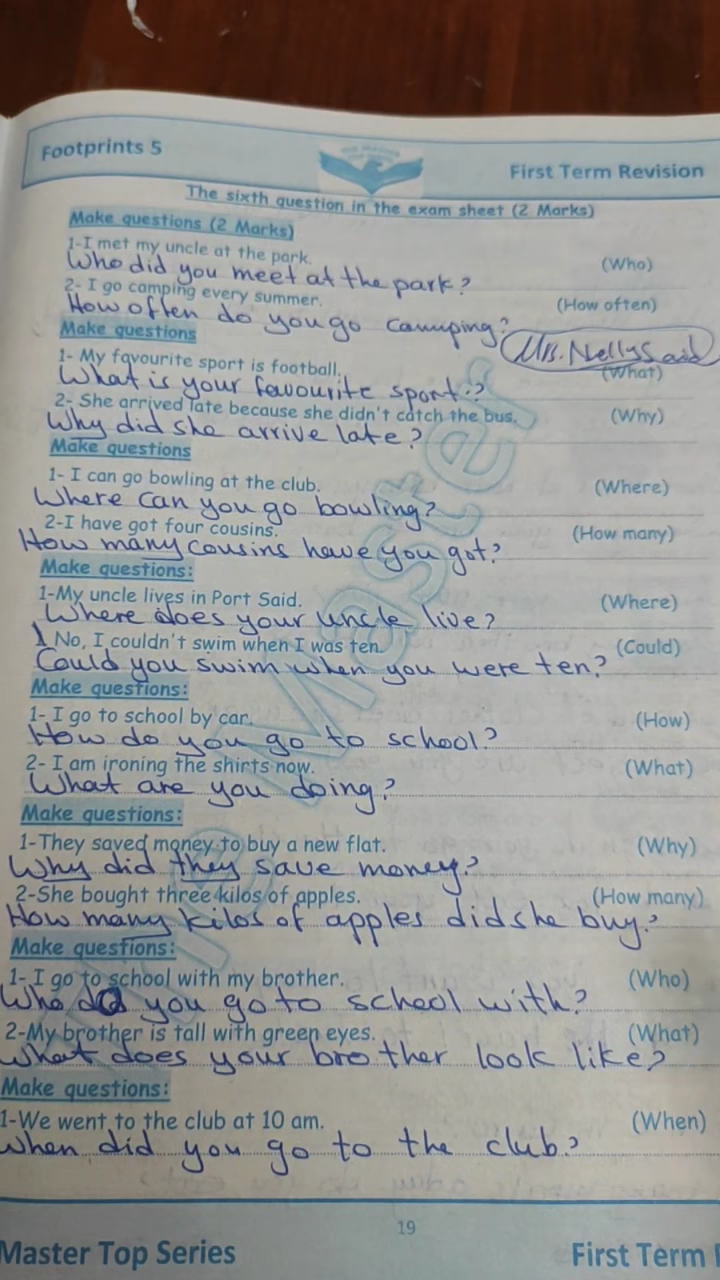 Footprints 5
First Term Revision
The sixth question in the exam sheet (2 Marks)
Make questions (2 Marks)
1-I met my uncle at the park. (Who)
Who did you meet at the park?
2- I go camping every summer. (How often)
How often do you go camping?
Make questions
Mrs. Nelly Said
1- My favourite sport is football. (What)
What is your favourite sport?
2- She arrived late because she didn't catch the bus. (Why)
Why did she arrive late?
Make questions
1- I can go bowling at the club. (Where)
Where can you go bowling?
2-I have got four cousins. (How many)
How many cousins have you got?
Make questions:
1-My uncle lives in Port Said. (Where)
Where does your uncle live?
No, I couldn't swim when I was ten. (Could)
Could you swim when you were ten?
Make questions:
1- I go to school by car. (How)
How do you go to school?
2- I am ironing the shirts now. (What)
What are you doing?
Make questions:
1-They saved money to buy a new flat. (Why)
Why did they save money?
2-She bought three kilos of apples. (How many)
How many kilos of apples did she buy?
Make questions:
1- I go to school with my brother. (Who)
Who do you go to school with?
2-My brother is tall with green eyes. (What)
What does your brother look like?
Make questions:
1-We went to the club at 10 am. (When)
When did you go to the club?
19
Master Top Series
First Term